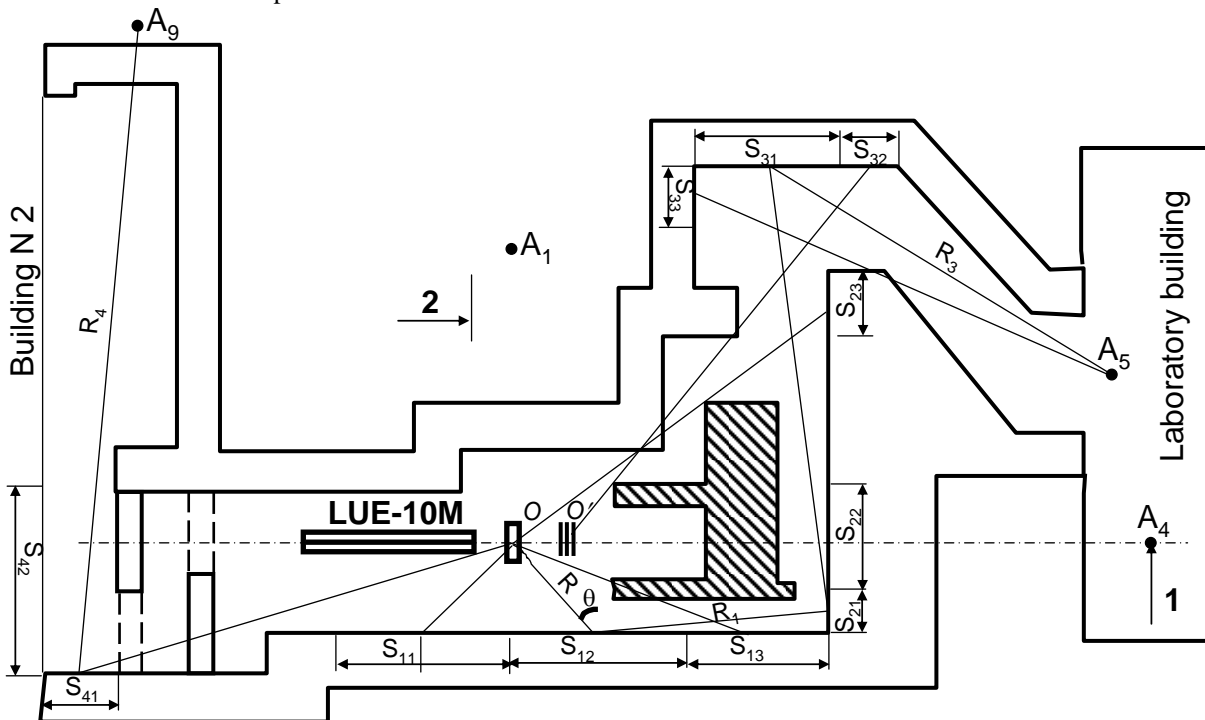 A9
S31
S32
S33
Building N 2
A1
R3
Laboratory building
R4
2
S23
A5
LUE-10M
O
O′
S42
S22
A4
R
θ
R1
S21
1
S11
S12
S13
S41